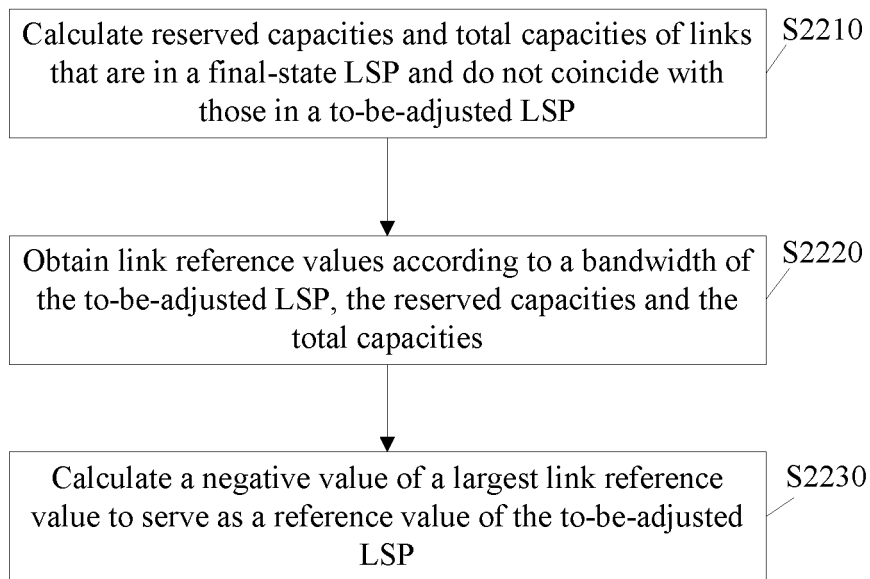 Calculate reserved capacities and total capacities of links
that are in a final-state LSP and do not coincide with
those in a to-be-adjusted LSP
S2210
Obtain link reference values according to a bandwidth of
the to-be-adjusted LSP, the reserved capacities and the
total capacities
S2220
Calculate a negative value of a largest link reference
value to serve as a reference value of the to-be-adjusted
LSP
S2230